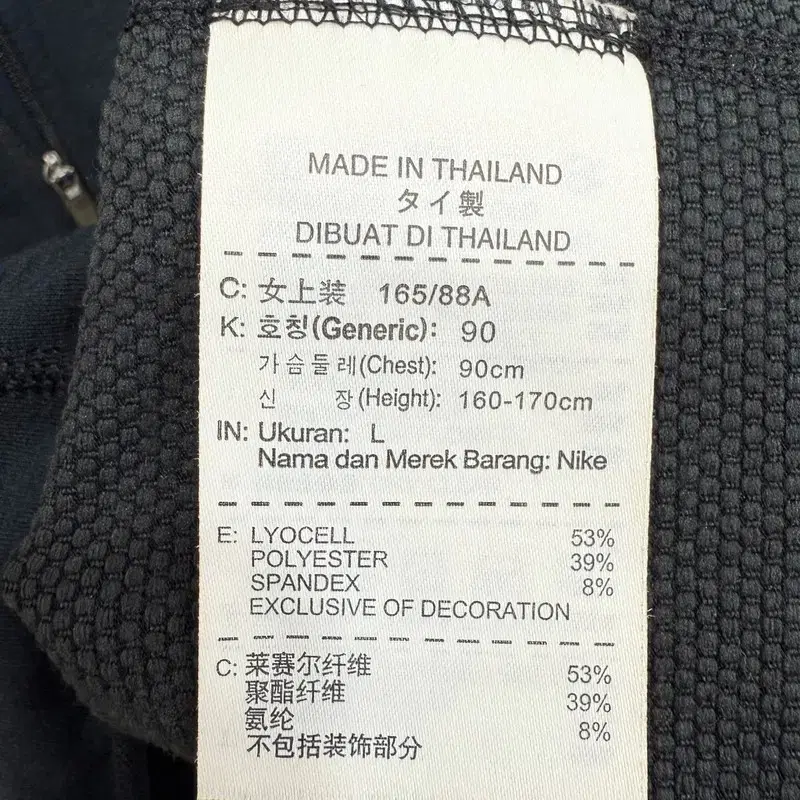 MADE IN THAILAND
タイ製
DIBUAT DI THAILAND
C: 女上装 165/88A
K: 호칭(Generic): 90
가슴둘레(Chest): 90cm
신 장(Height): 160-170cm
IN: Ukuran: L
Nama dan Merek Barang: Nike
E: LYOCELL 53%
POLYESTER 39%
SPANDEX 8%
EXCLUSIVE OF DECORATION
C: 莱赛尔纤维 53%
聚酯纤维 39%
氨纶 8%
不包括装饰部分